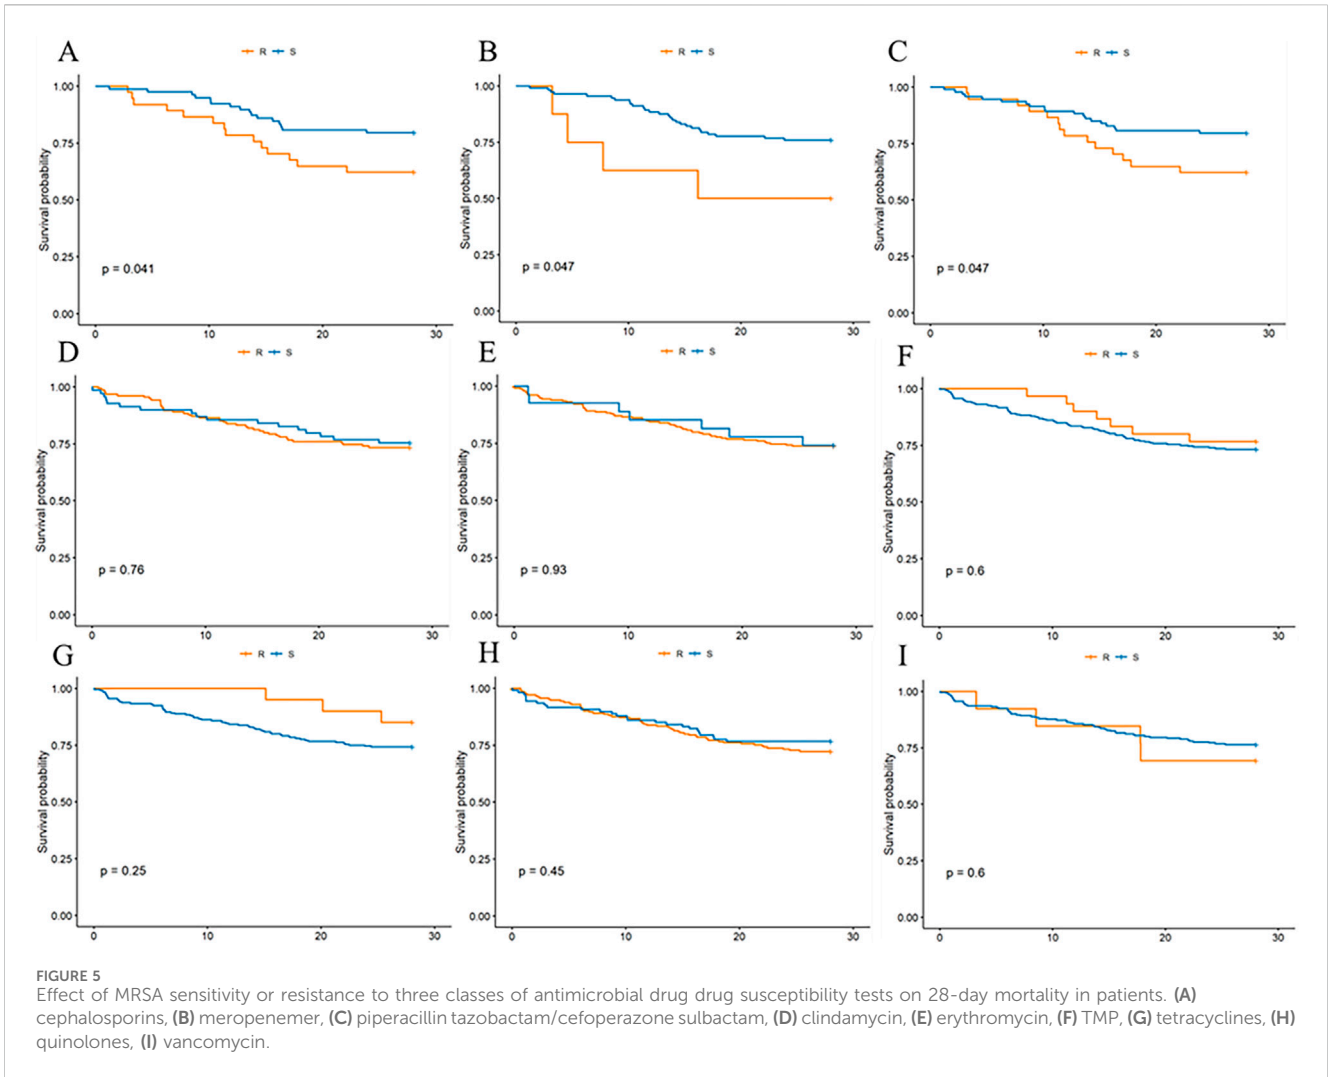 A
R S
Survival probability
1.00
0.75
0.50
0.25
0.00
p = 0.041
0 10 20 30
B
R S
Survival probability
1.00
0.75
0.50
0.25
0.00
p = 0.047
0 10 20 30
C
R S
Survival probability
1.00
0.75
0.50
0.25
0.00
p = 0.047
0 10 20 30
D
R S
Survival probability
1.00
0.75
0.50
0.25
0.00
p = 0.76
0 10 20 30
E
R S
Survival probability
1.00
0.75
0.50
0.25
0.00
p = 0.93
0 10 20 30
F
R S
Survival probability
1.00
0.75
0.50
0.25
0.00
p = 0.6
0 10 20 30
G
R S
Survival probability
1.00
0.75
0.50
0.25
0.00
p = 0.25
0 10 20 30
H
R S
Survival probability
1.00
0.75
0.50
0.25
0.00
p = 0.45
0 10 20 30
I
R S
Survival probability
1.00
0.75
0.50
0.25
0.00
p = 0.6
0 10 20 30
FIGURE 5
Effect of MRSA sensitivity or resistance to three classes of antimicrobial drug drug susceptibility tests on 28-day mortality in patients. (A)
cephalosporins, (B) meropenemer, (C) piperacillin tazobactam/cefoperazone sulbactam, (D) clindamycin, (E) erythromycin, (F) TMP, (G) tetracyclines, (H)
quinolones, (I) vancomycin.